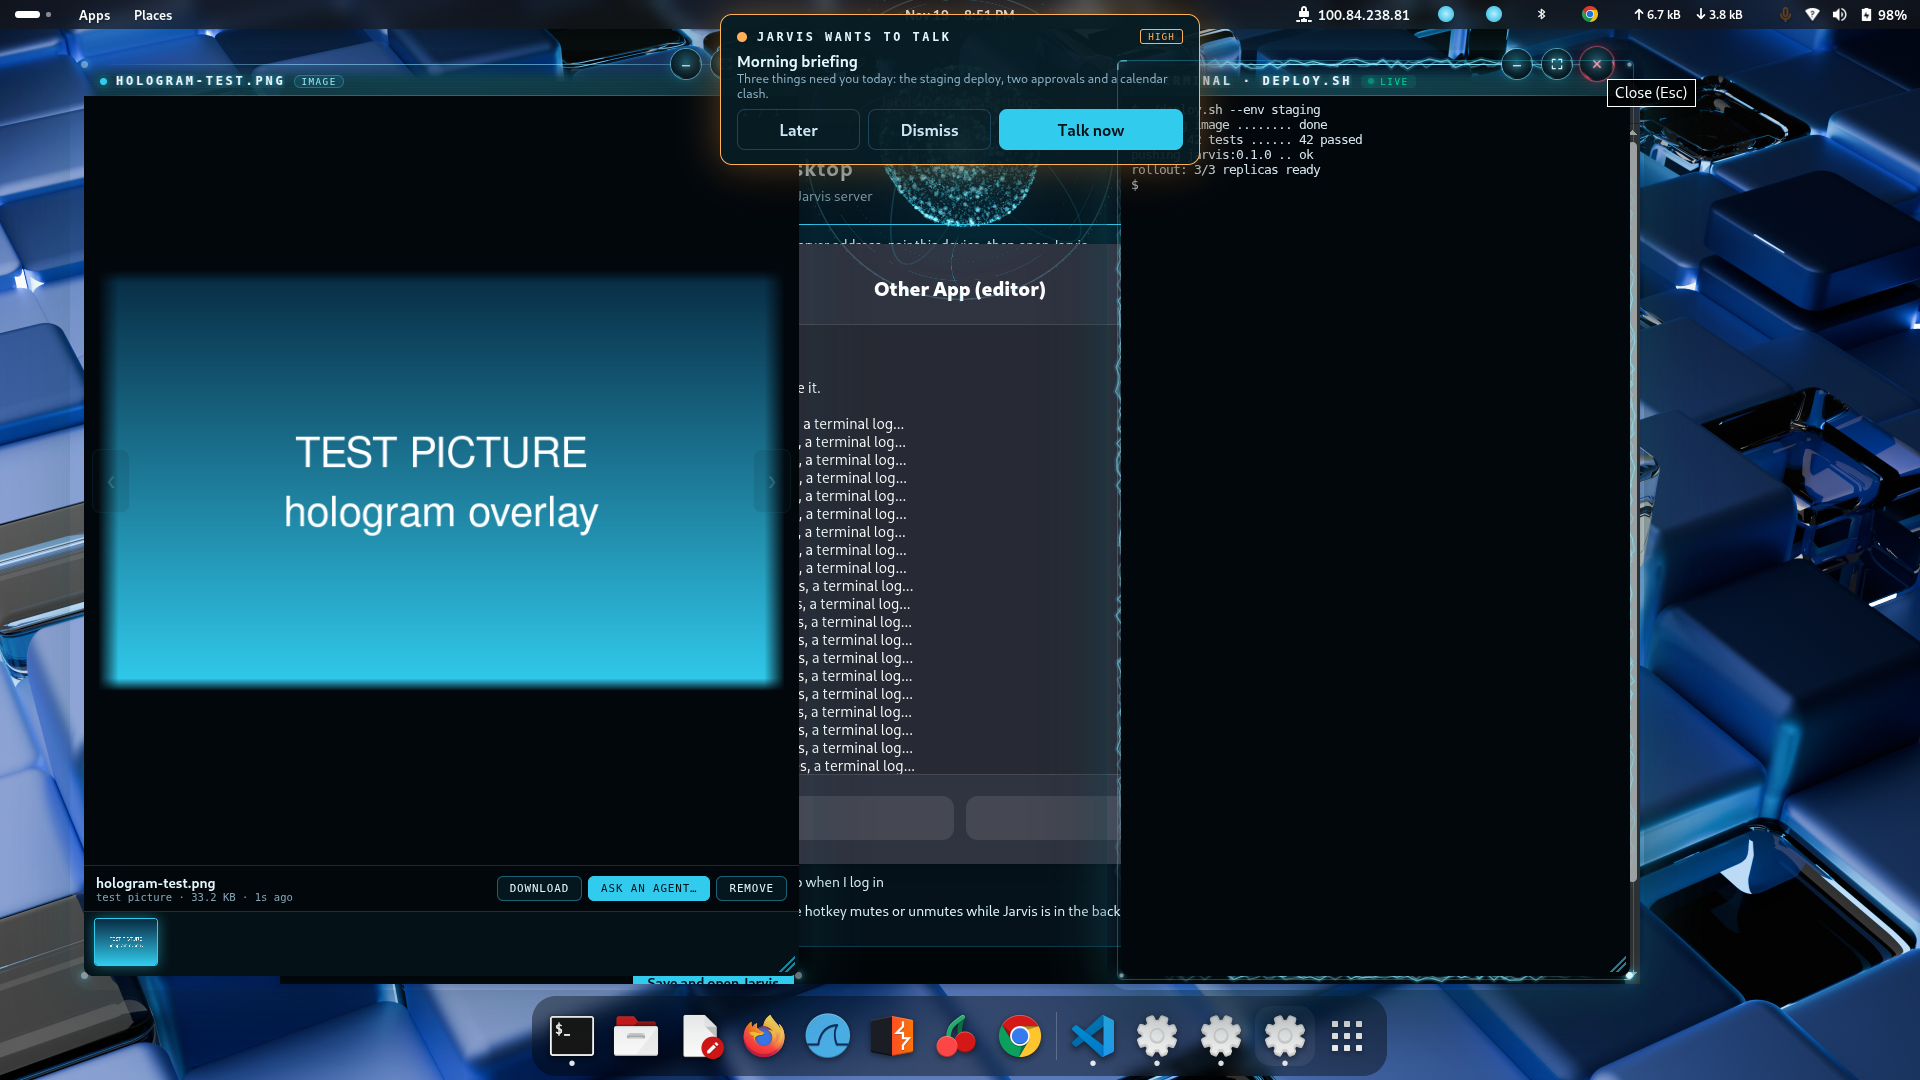 Apps Places
100.84.238.81
6.7 kB 3.8 kB
98%
JARVIS WANTS TO TALK
HIGH
Morning briefing
Three things need you today: the staging deploy, two approvals and a calendar
clash.
Later
Dismiss
Talk now
HOLOGRAM-TEST.PNG
IMAGE
TEST PICTURE
hologram overlay
hologram-test.png
test picture · 33.2 KB · 1s ago
DOWNLOAD
ASK AN AGENT…
REMOVE
Jarvis server
Other App (editor)
e it.
a terminal log...
, a terminal log...
, a terminal log...
, a terminal log...
, a terminal log...
, a terminal log...
, a terminal log...
, a terminal log...
, a terminal log...
s, a terminal log...
s, a terminal log...
s, a terminal log...
s, a terminal log...
s, a terminal log...
s, a terminal log...
s, a terminal log...
s, a terminal log...
s, a terminal log...
s, a terminal log...
s, a terminal log...
when I log in
hotkey mutes or unmutes while Jarvis is in the back
Save and open Jarvis
· DEPLOY.SH
LIVE
Close (Esc)
.sh --env staging
........ done
tests ...... 42 passed
pushing jarvis:0.1.0 .. ok
rollout: 3/3 replicas ready
$
$_